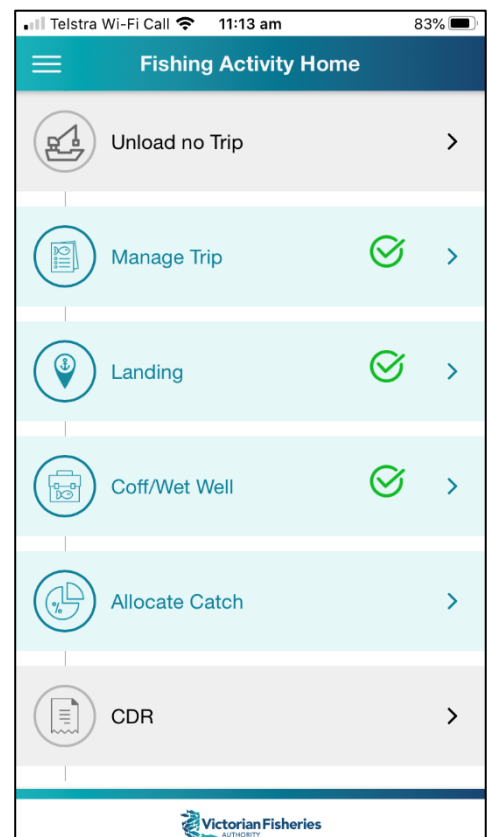 Telstra Wi-Fi Call 11:13 am 83%
Fishing Activity Home
Unload no Trip
Manage Trip
Landing
Coff/Wet Well
%
Allocate Catch
CDR
Victorian Fisheries
AUTHORITY